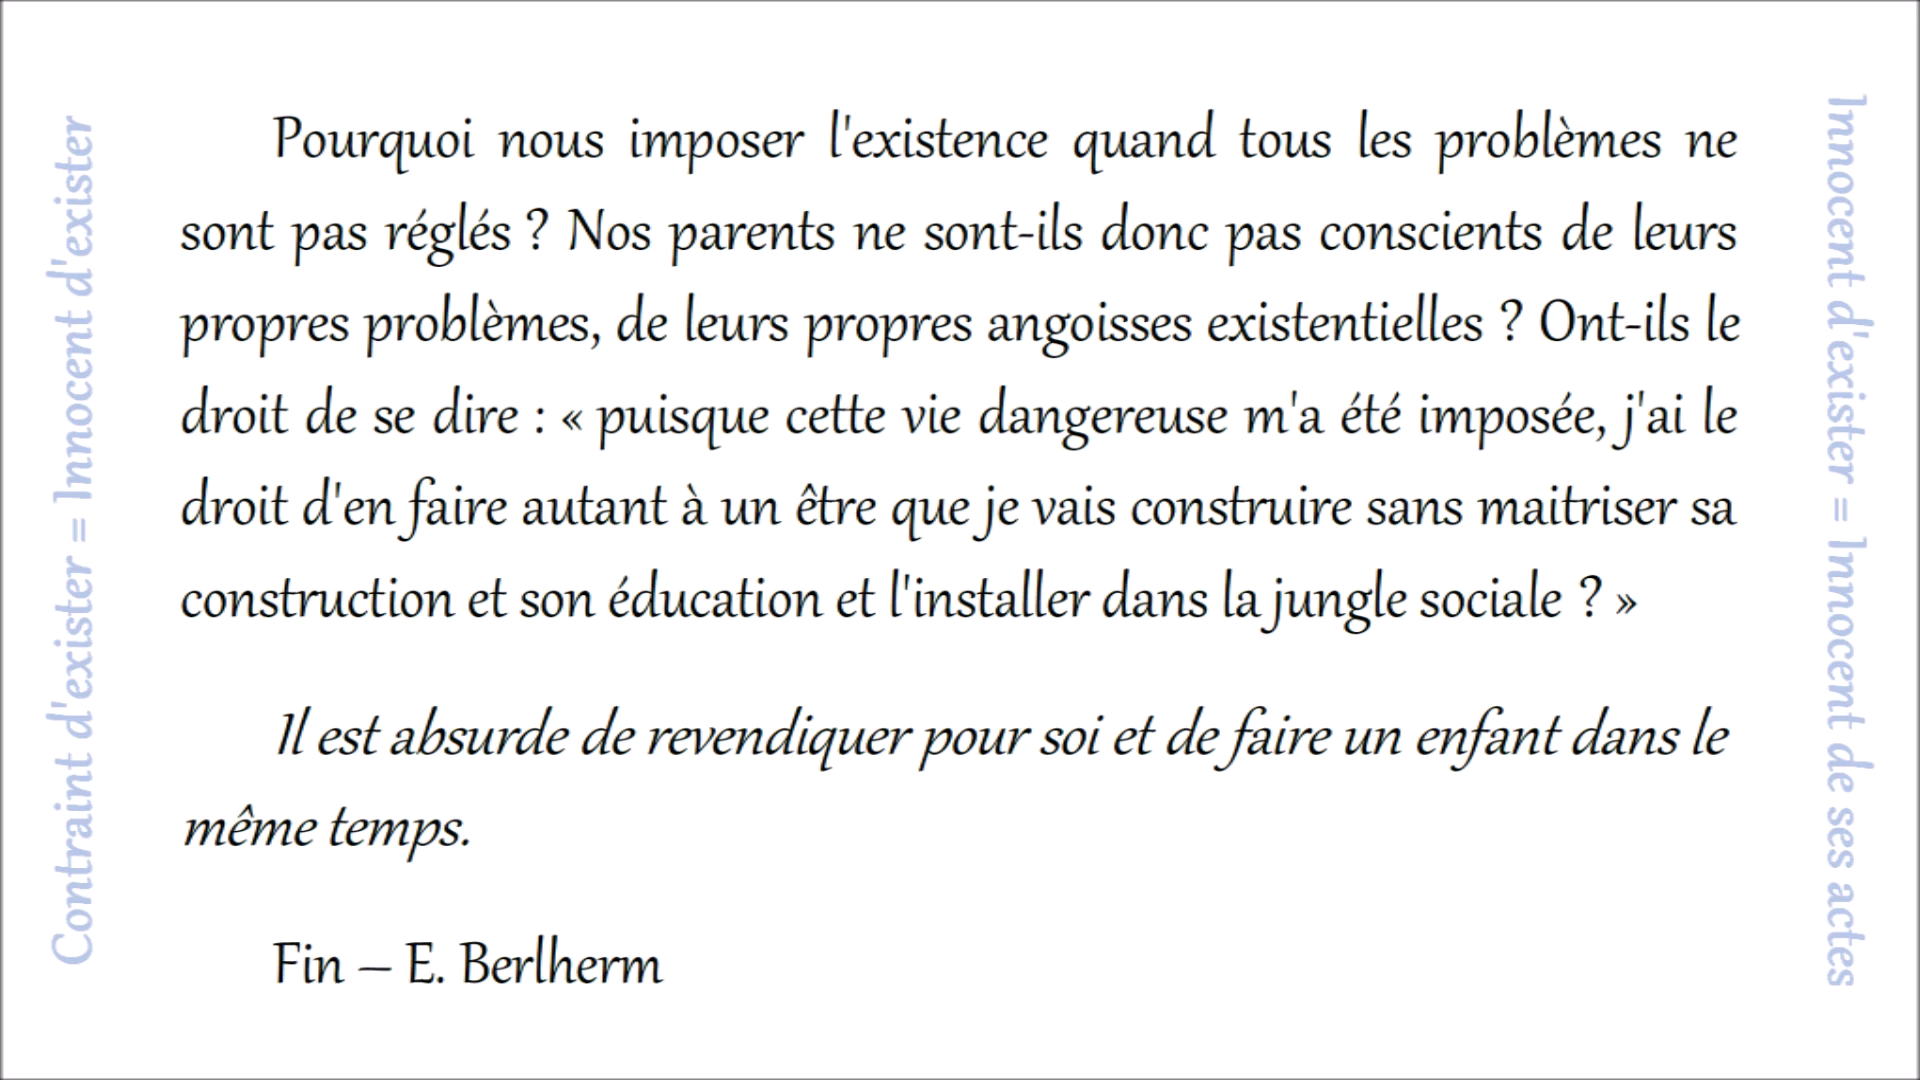 Contraint d'exister = Innocent d'exister
Pourquoi nous imposer l'existence quand tous les problèmes ne
sont pas réglés ? Nos parents ne sont-ils donc pas conscients de leurs
propres problèmes, de leurs propres angoisses existentielles ? Ont-ils le
droit de se dire : « puisque cette vie dangereuse m'a été imposée, j'ai le
droit d'en faire autant à un être que je vais construire sans maitriser sa
construction et son éducation et l'installer dans la jungle sociale ? »
Il est absurde de revendiquer pour soi et de faire un enfant dans le
même temps.
Fin – E. Berlherm
Innocent d'exister = Innocent de ses actes